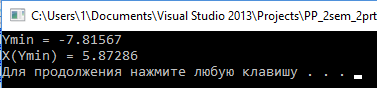 C:\Users\1\Documents\Visual Studio 2013\Projects\PP_2sem_2prt
Ymin = -7.81567
X(Ymin) = 5.87286
Для продолжения нажмите любую клавишу . . .